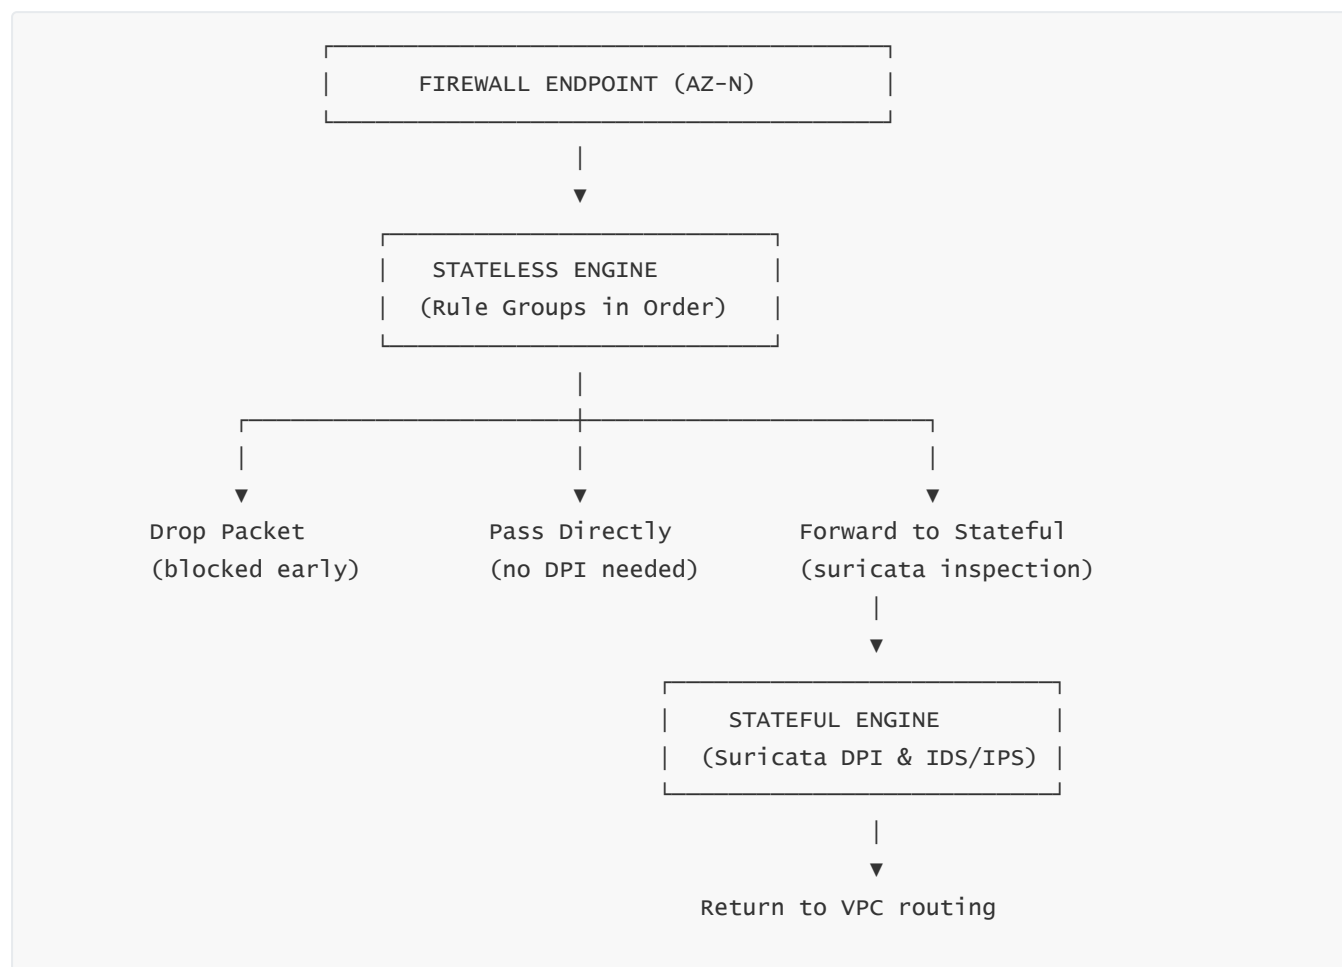 FIREWALL ENDPOINT (AZ-N)
STATELESS ENGINE
(Rule Groups in Order)
Drop Packet Pass Directly Forward to Stateful
(blocked early) (no DPI needed) (suricata inspection)
STATEFUL ENGINE
(Suricata DPI & IDS/IPS)
Return to VPC routing